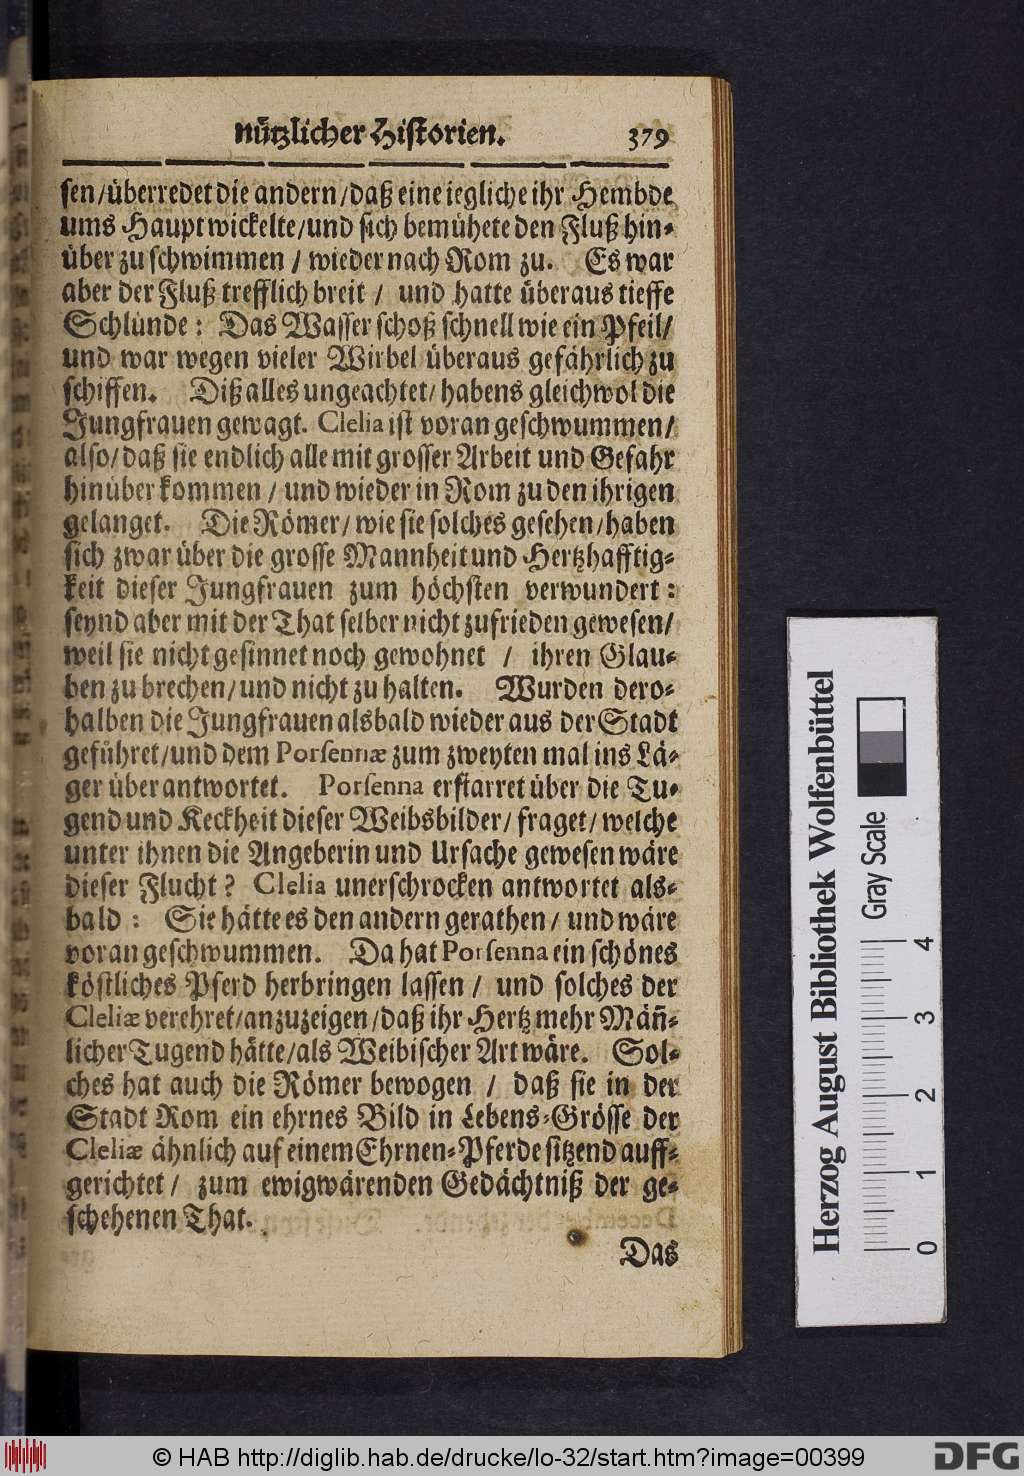 nützlicher Historien. 379
sen/überredet die andern/daß eine iegliche ihr Hembde
ums Haupt wickelte/und sich bemühete den Fluß hin-
über zu schwimmen / wieder nach Rom zu. Es war
aber der Fluß trefflich breit / und hatte überaus tieffe
Schlünde: Das Wasser schoß schnell wie ein Pfeil/
und war wegen vieler Wirbel überaus gefährlich zu
schiffen. Diß alles ungeachtet/ habens gleichwol die
Jungfrauen gewagt. Clelia ist voran geschwummen/
also/daß sie endlich alle mit grosser Arbeit und Gefahr
hinüber kommen / und wieder in Rom zu den ihrigen
gelanget. Die Römer/ wie sie solches gesehen/haben
sich zwar über die grosse Mannheit und Hertzhafftig-
keit dieser Jungfrauen zum höchsten verwundert:
seynd aber mit der That selber nicht zufrieden gewesen/
weil sie nicht gesinnet noch gewohnet / ihren Glau-
ben zu brechen/und nicht zu halten. Wurden dero-
halben die Jungfrauen alsbald wieder aus der Stadt
geführet/und dem Porsennæ zum zweyten mal ins Lä-
ger überantwortet. Porsenna erstarret über die Tu-
gend und Keckheit dieser Weibsbilder/ fraget/ welche
unter ihnen die Angeberin und Ursache gewesen wäre
dieser Flucht? Clelia unerschrocken antwortet als-
bald : Sie hätte es den andern gerathen/ und wäre
voran geschwummen. Da hat Porsenna ein schönes
köstliches Pferd herbringen lassen / und solches der
Cleliæ verehret/anzuzeigen/daß ihr Hertz mehr Mäñ-
licher Tugend hätte/als Weibischer Art wäre. Sol-
ches hat auch die Römer bewogen / daß sie in der
Stadt Rom ein ehrnes Bild in Lebens-Grösse der
Cleliæ ähnlich auf einem Ehrnen-Pferde sitzend auff-
gerichtet / zum ewigwärenden Gedächtniß der ge-
schehenen That.
Das
Herzog August Bibliothek Wolfenbüttel
Gray Scale
0 1 2 3 4
© HAB http://diglib.hab.de/drucke/lo-32/start.htm?image=00399
DFG